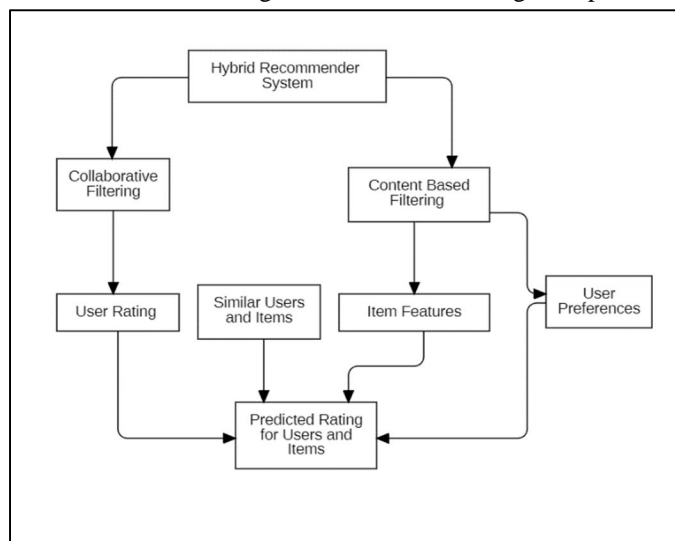 Hybrid Recommender
System
Collaborative
Filtering
Content Based
Filtering
User Rating
Similar Users
and Items
Item Features
User
Preferences
Predicted Rating
for Users and
Items